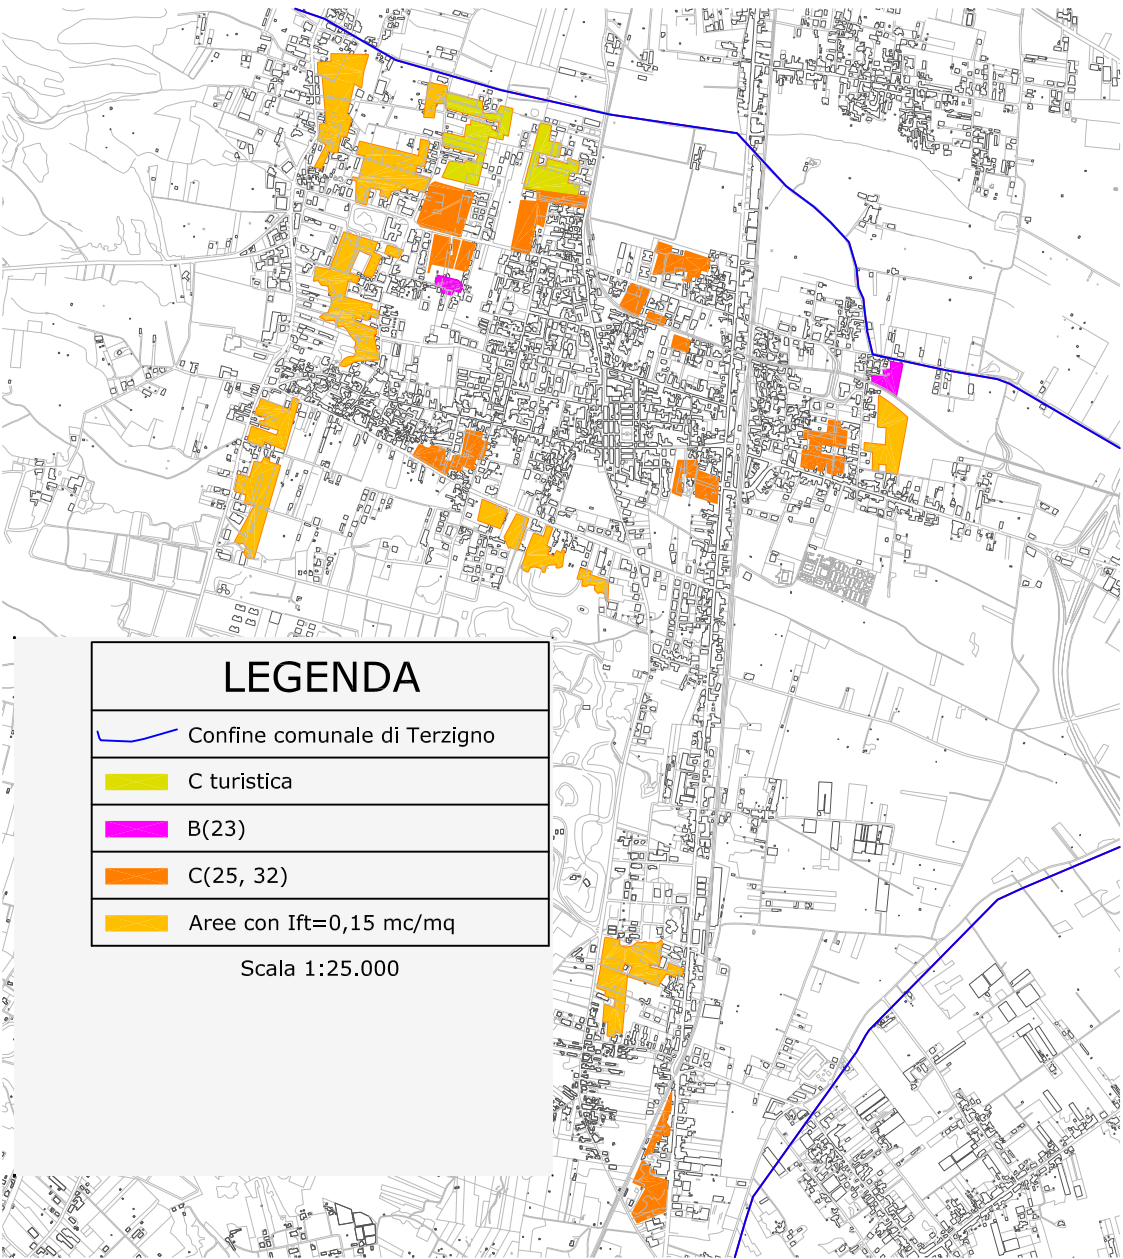 LEGENDA
Confine comunale di Terzigno
C turistica
B(23)
C(25, 32)
Aree con Ift=0,15 mc/mq
Scala 1:25.000